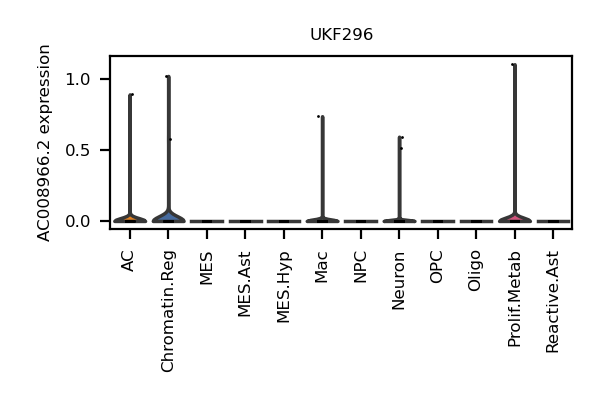 UKF296
AC008966.2 expression
1.0
0.5
0.0
AC
Chromatin.Reg
MES
MES.Ast
MES.Hyp
Mac
NPC
Neuron
OPC
Oligo
Prolif.Metab
Reactive.Ast